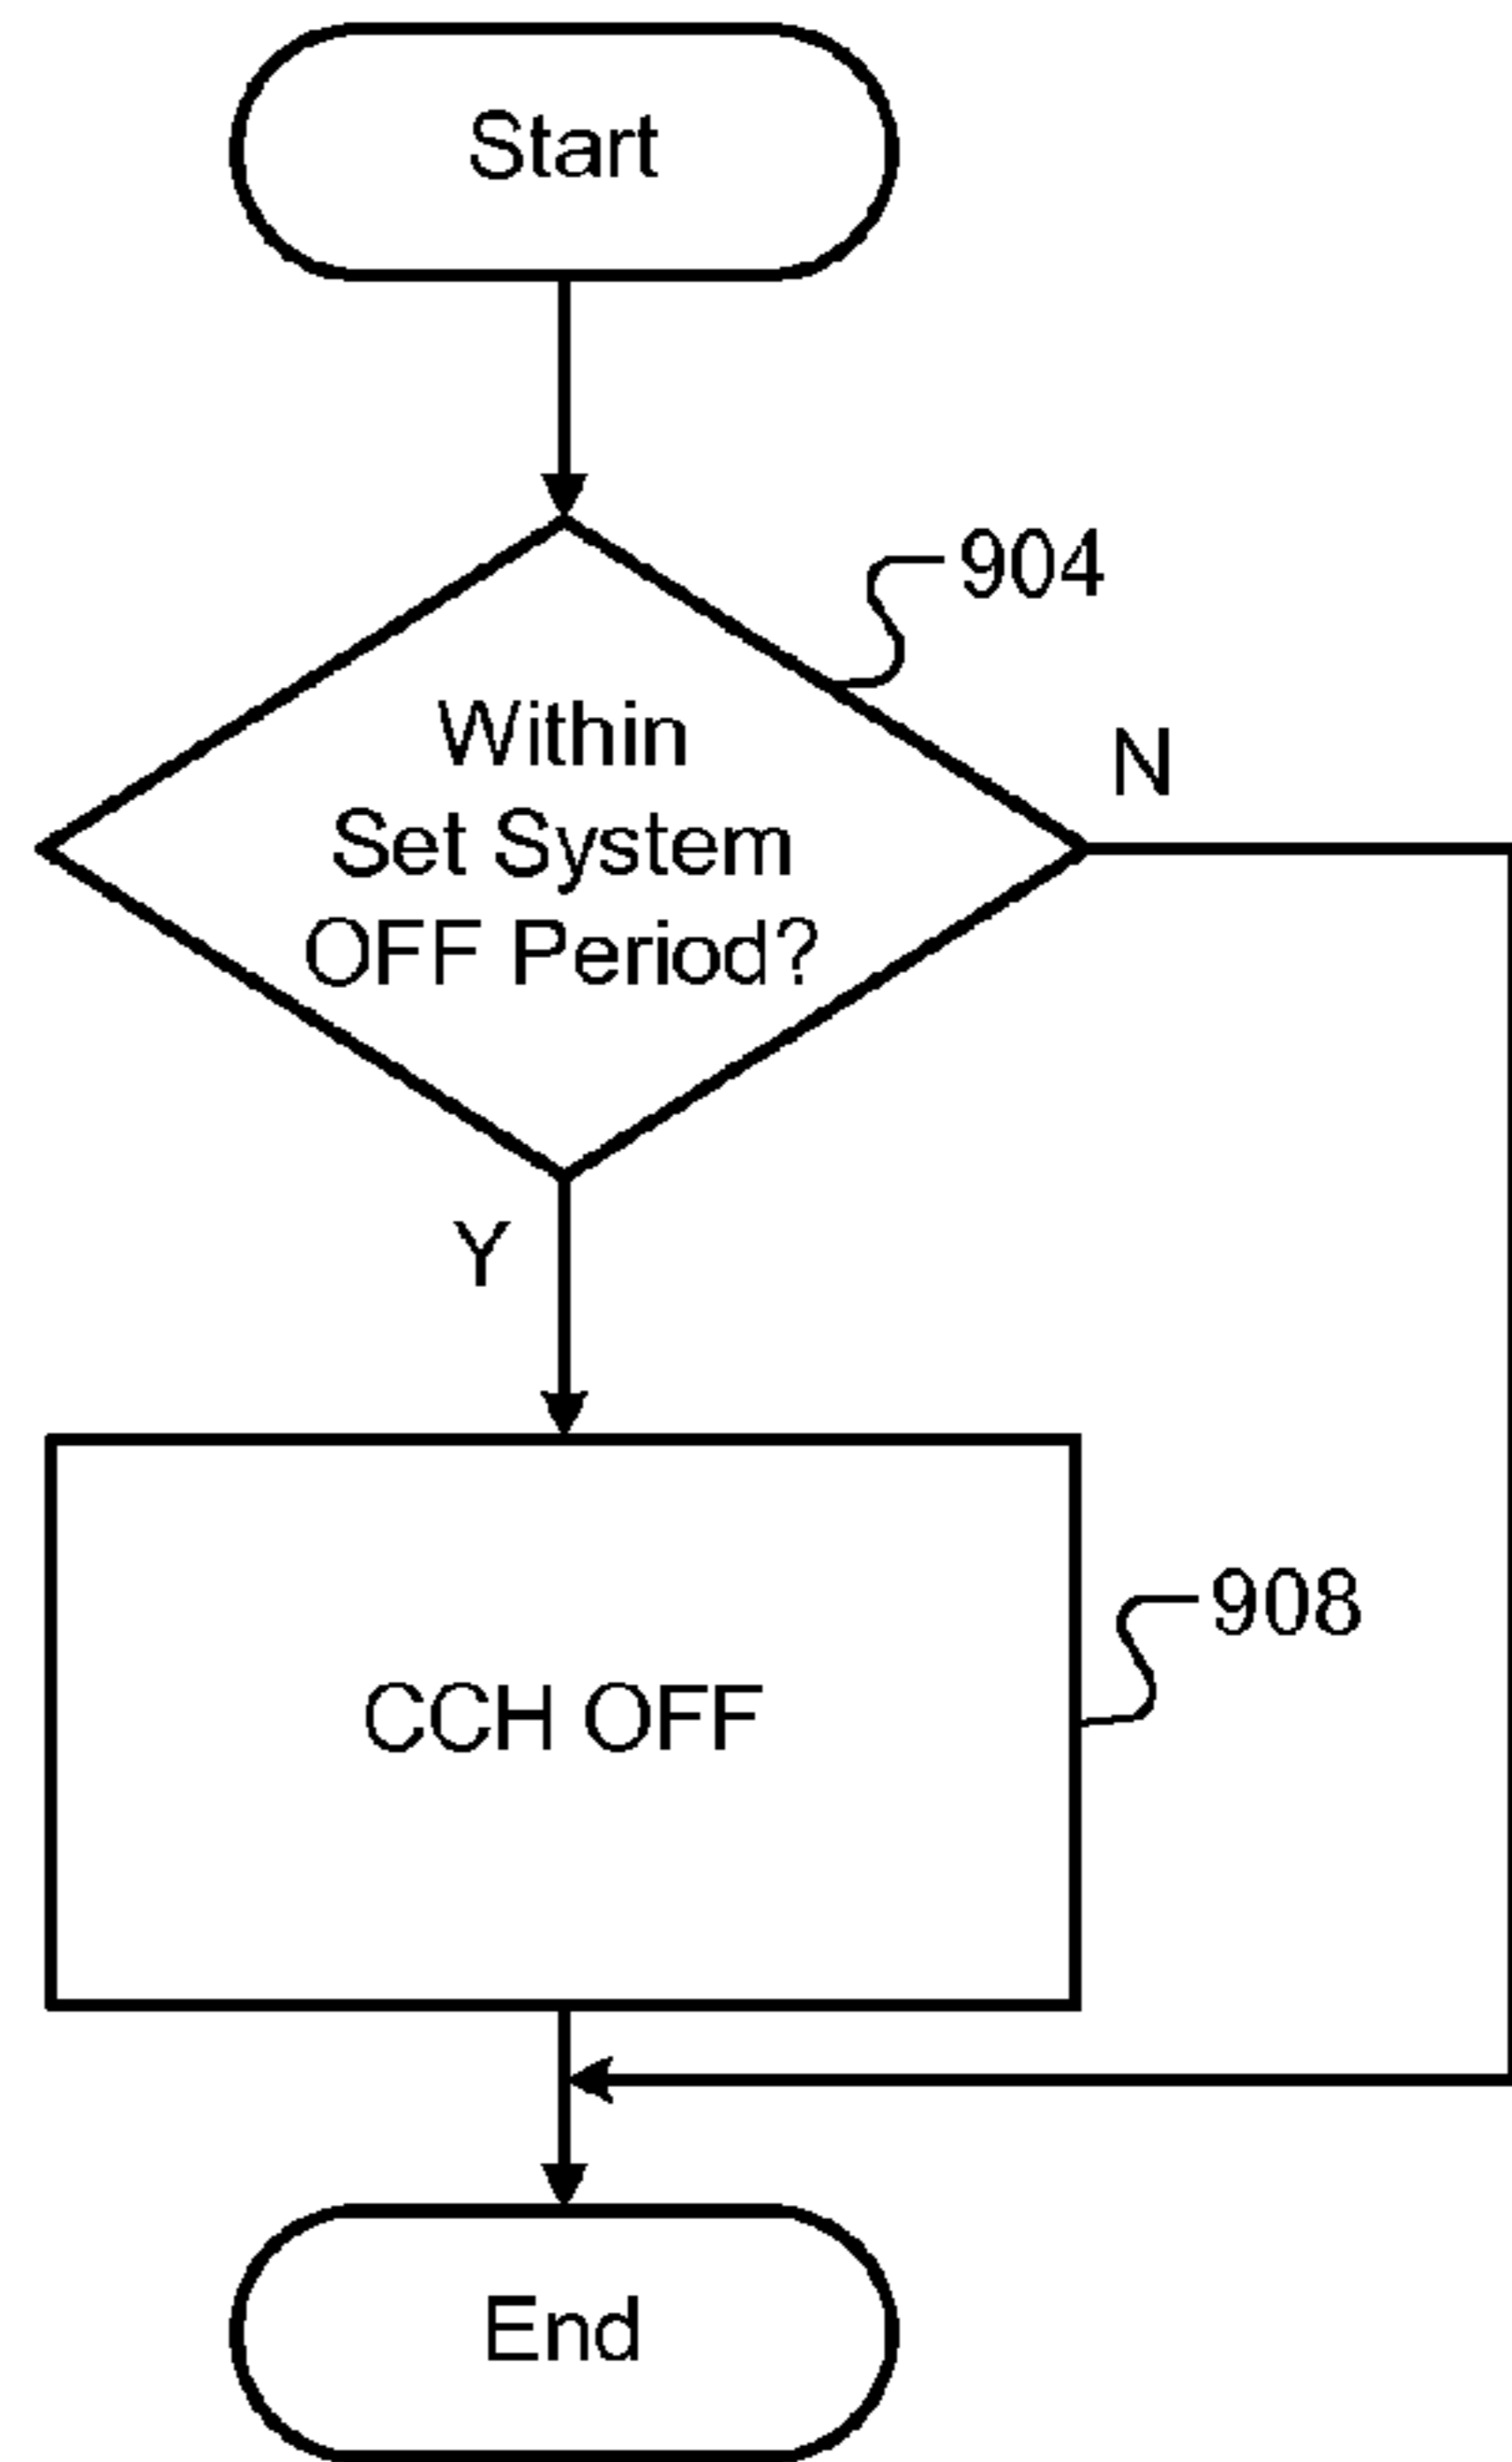 Start
904
Within
Set System
OFF Period?
N
Y
908
CCH OFF
End